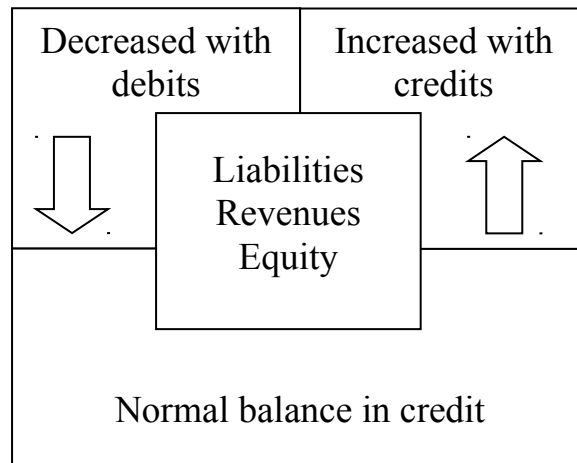 Decreased with
debits
Increased with
credits
Liabilities
Revenues
Equity
Normal balance in credit